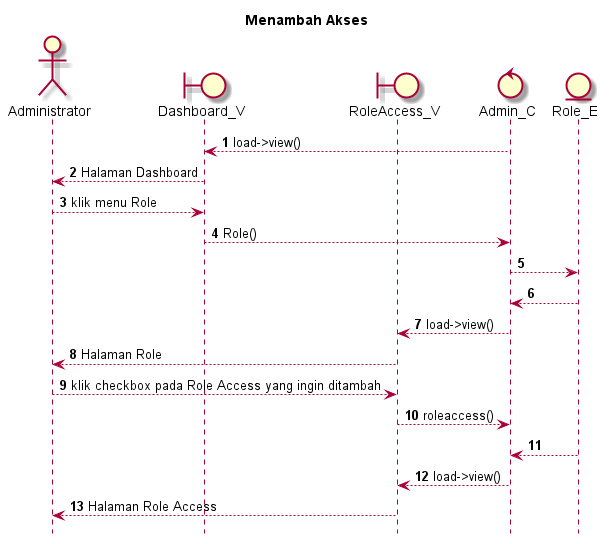 Menambah Akses
Administrator
Dashboard_V
RoleAccess_V
Admin_C
Role_E
1 load->view()
2 Halaman Dashboard
3 klik menu Role
4 Role()
5
6
7 load->view()
8 Halaman Role
9 klik checkbox pada Role Access yang ingin ditambah
10 roleaccess()
11
12 load->view()
13 Halaman Role Access